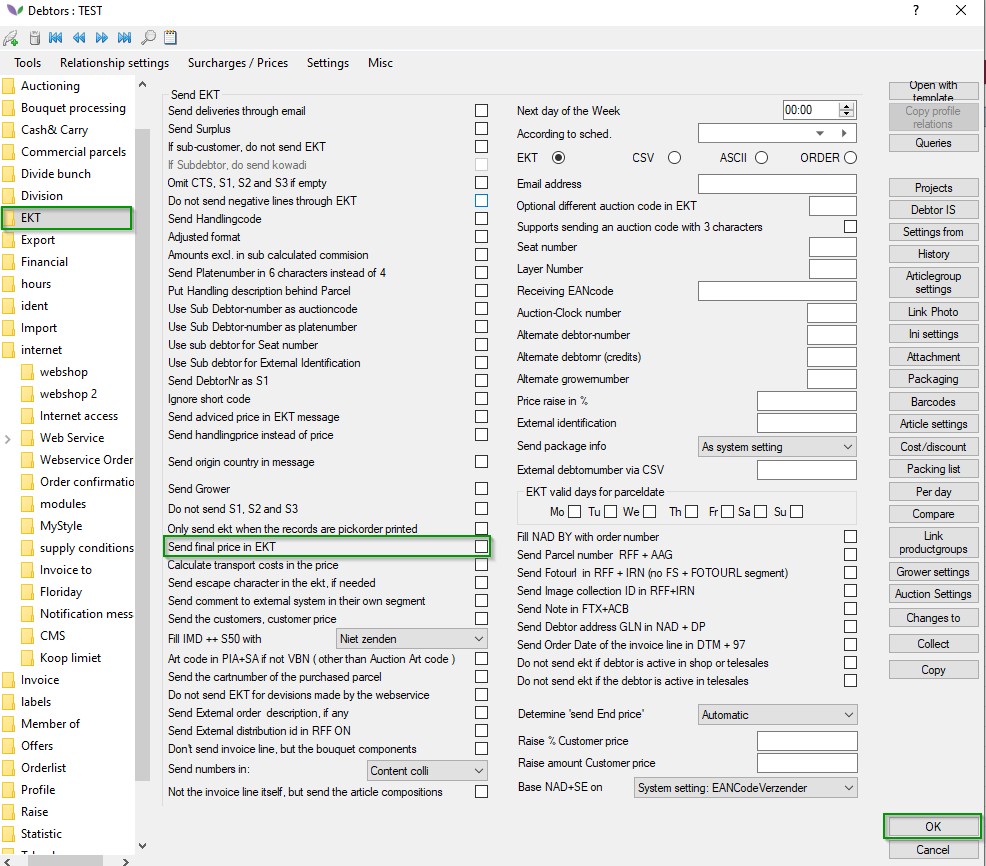 Debtors : TEST
?
Tools Relationship settings Surcharges / Prices Settings Misc
Auctioning
Bouquet processing
Cash& Carry
Commercial parcels
Divide bunch
Division
EKT
Export
Financial
hours
ident
Import
internet
webshop
webshop 2
Internet access
Web Service
Webservice Order
Order confirmatio
modules
MyStyle
supply conditions
Invoice to
Floriday
Notification mess
CMS
Koop limiet
Invoice
labels
Member of
Offers
Orderlist
Profile
Raise
Statistic
Send EKT
Send deliveries through email
Send Surplus
If sub-customer, do not send EKT
If Subdebtor, do send kowadi
Omit CTS, S1, S2 and S3 if empty
Do not send negative lines through EKT
Send Handlingcode
Adjusted format
Amounts excl. in sub calculated commision
Send Platenumber in 6 characters instead of 4
Put Handling description behind Parcel
Use Sub Debtor-number as auctioncode
Use Sub Debtor-number as platenumber
Use sub debtor for Seat number
Use Sub debtor for External Identification
Send DebtorNr as S1
Ignore short code
Send adviced price in EKT message
Send handlingprice instead of price
Send origin country in message
Send Grower
Do not send S1, S2 and S3
Only send ekt when the records are pickorder printed
Send final price in EKT
Calculate transport costs in the price
Send escape character in the ekt, if needed
Send comment to external system in their own segment
Send the customers, customer price
Fill IMD ++ S50 with Niet zenden
Art code in PIA+SA if not VBN ( other than Auction Art code )
Send the cartnumber of the purchased parcel
Do not send EKT for devisions made by the webservice
Send External order description, if any
Send External distribution id in RFF ON
Don't send invoice line, but the bouquet components
Send numbers in: Content colli
Not the invoice line itself, but send the article compositions
Next day of the Week 00:00
According to sched.
EKT CSV ASCII ORDER
Email address
Optional different auction code in EKT
Supports sending an auction code with 3 characters
Seat number
Layer Number
Receiving EANcode
Auction-Clock number
Alternate debtor-number
Alternate debtornr (credits)
Alternate growernumber
Price raise in %
External identification
Send package info As system setting
External debtornumber via CSV
EKT valid days for parceldate
Mo Tu We Th Fr Sa Su
Fill NAD BY with order number
Send Parcel number RFF + AAG
Send Fotourl in RFF + IRN (no FS + FOTOURL segment)
Send Image collection ID in RFF+IRN
Send Note in FTX+ACB
Send Debtor address GLN in NAD + DP
Send Order Date of the invoice line in DTM + 97
Do not send ekt if debtor is active in shop or telesales
Do not send ekt if the debtor is active in telesales
Determine 'send End price' Automatic
Raise % Customer price
Raise amount Customer price
Base NAD+SE on System setting: EANCodeVerzender
Open with
template
Copy profile
relations
Queries
Projects
Debtor IS
Settings from
History
Articlegroup
settings
Link Photo
Ini settings
Attachment
Packaging
Barcodes
Article settings
Cost/discount
Packing list
Per day
Compare
Link
productgroups
Grower settings
Auction Settings
Changes to
Collect
Copy
OK
Cancel